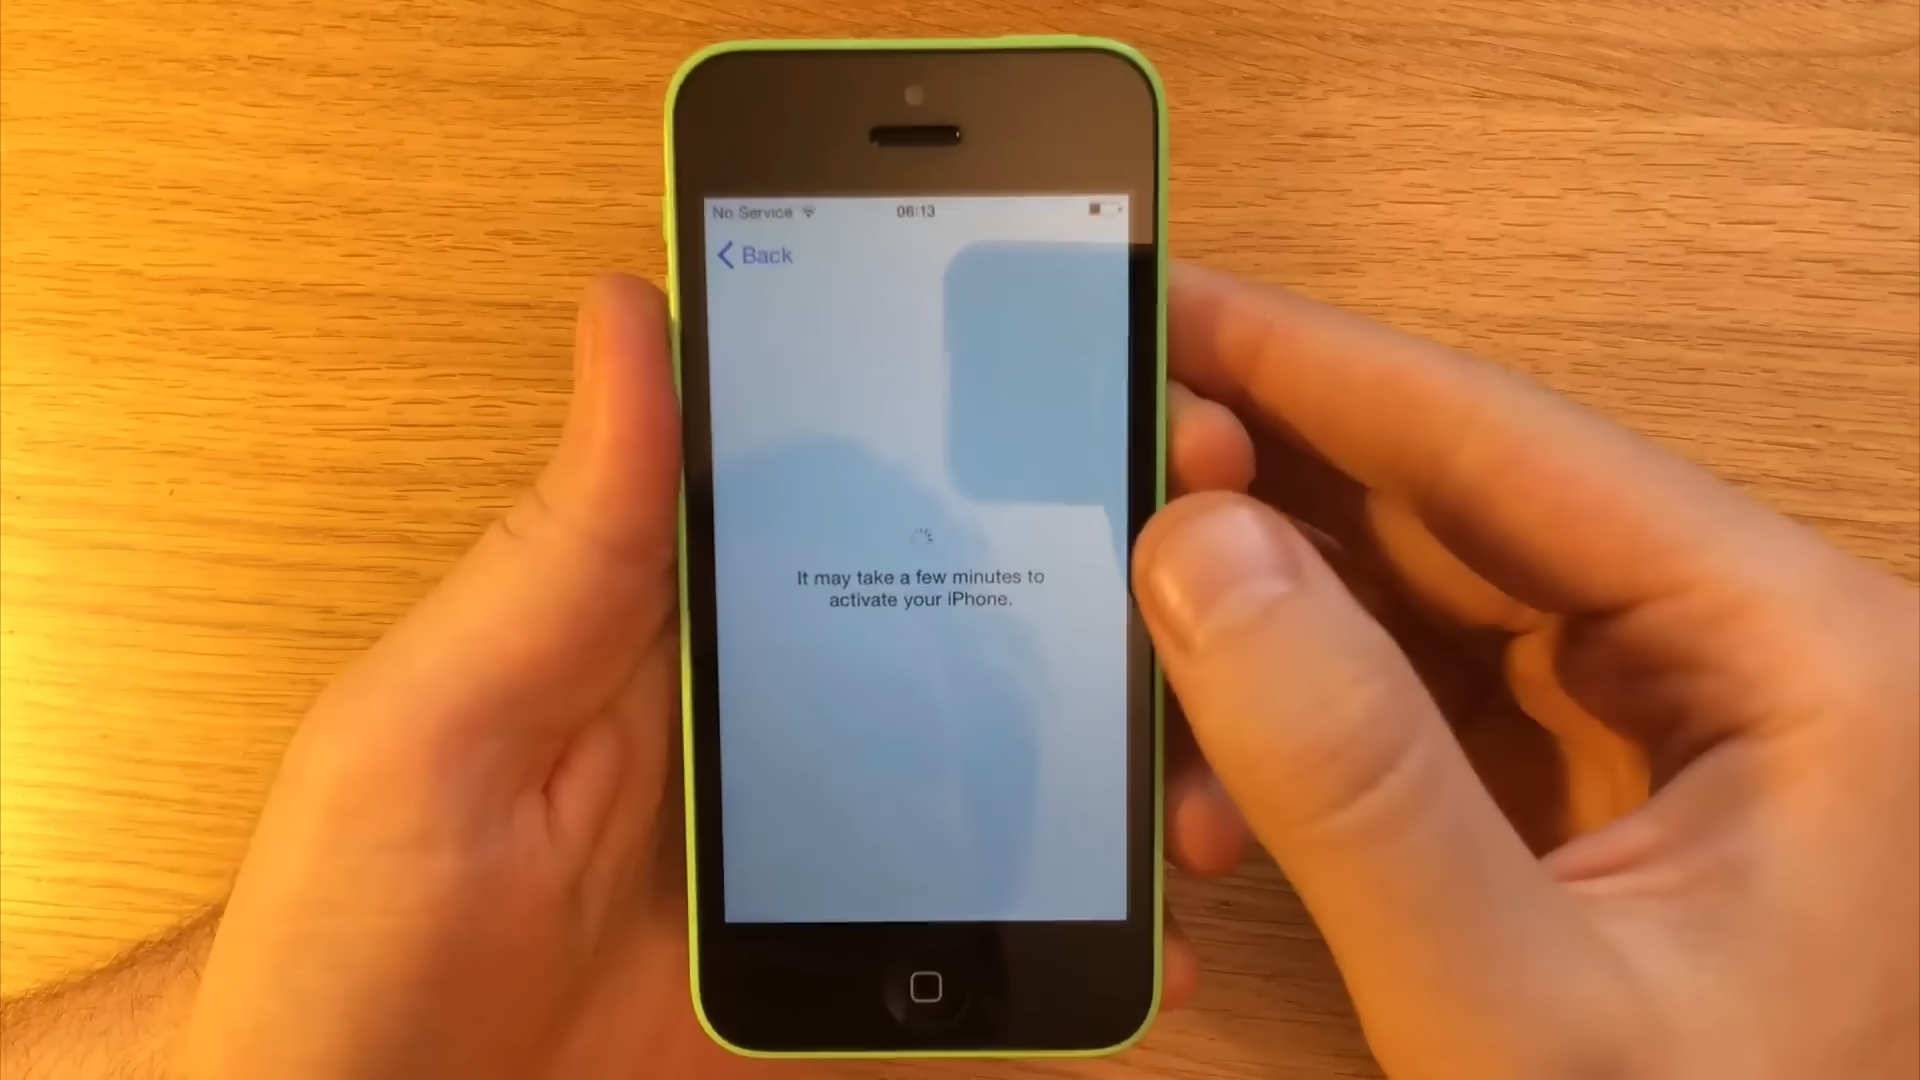 No Service
06:13
Back
It may take a few minutes to
activate your iPhone.